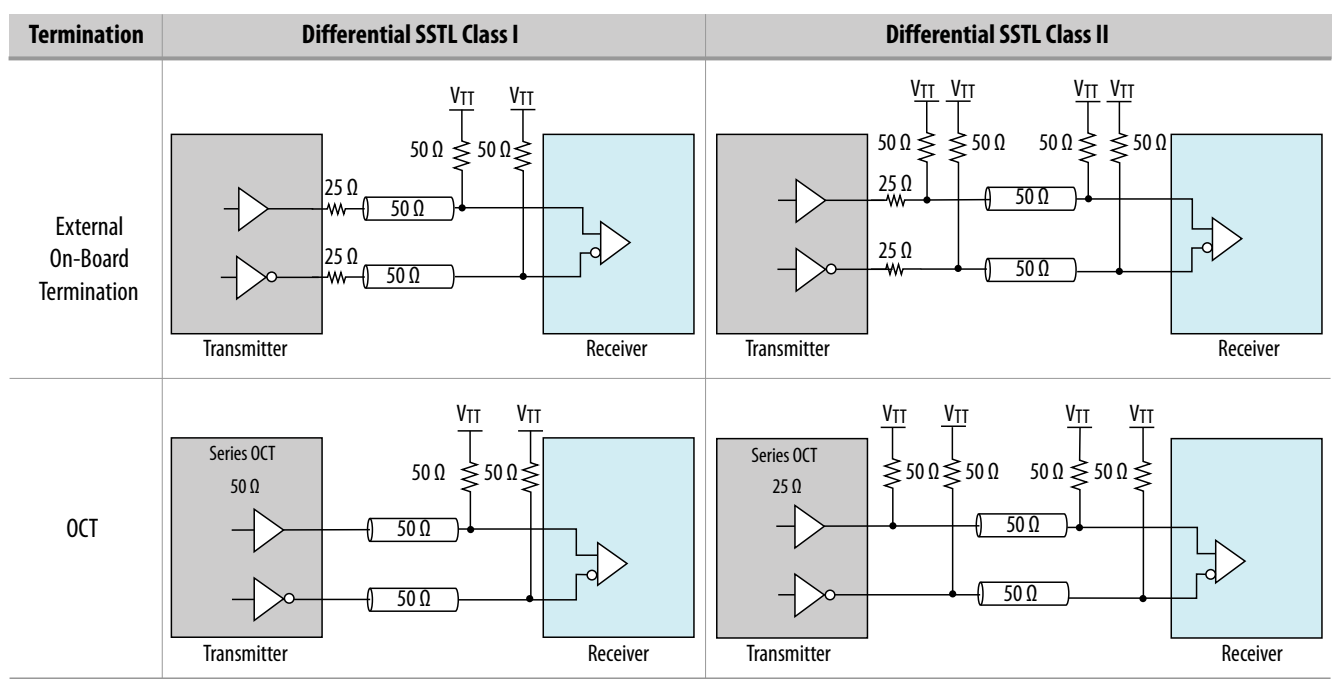 Termination
Differential SSTL Class I
Differential SSTL Class II
External
On-Board
Termination
VTT
VTT
50 Ω
50 Ω
25 Ω
50 Ω
25 Ω
50 Ω
Transmitter
Receiver
VTT
VTT
VTT
VTT
50 Ω
50 Ω
50 Ω
50 Ω
25 Ω
50 Ω
25 Ω
50 Ω
Transmitter
Receiver
OCT
Series OCT
50 Ω
VTT
VTT
50 Ω
50 Ω
50 Ω
50 Ω
Transmitter
Receiver
Series OCT
25 Ω
VTT
VTT
VTT
VTT
50 Ω
50 Ω
50 Ω
50 Ω
50 Ω
50 Ω
Transmitter
Receiver